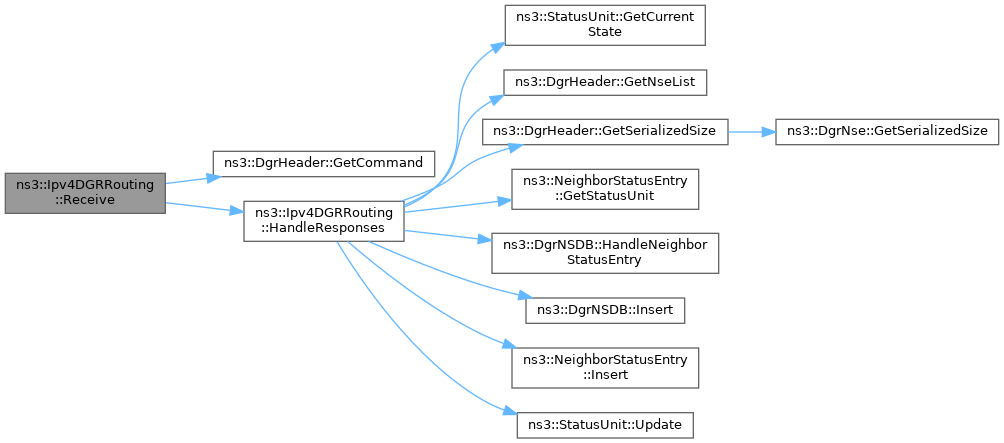 ns3::StatusUnit::GetCurrent
State
ns3::DgrHeader::GetNseList
ns3::DgrHeader::GetSerializedSize
ns3::DgrNse::GetSerializedSize
ns3::DgrHeader::GetCommand
ns3::Ipv4DGRRouting
::Receive
ns3::NeighborStatusEntry
::GetStatusUnit
ns3::Ipv4DGRRouting
::HandleResponses
ns3::DgrNSDB::HandleNeighbor
StatusEntry
ns3::DgrNSDB::Insert
ns3::NeighborStatusEntry
::Insert
ns3::StatusUnit::Update